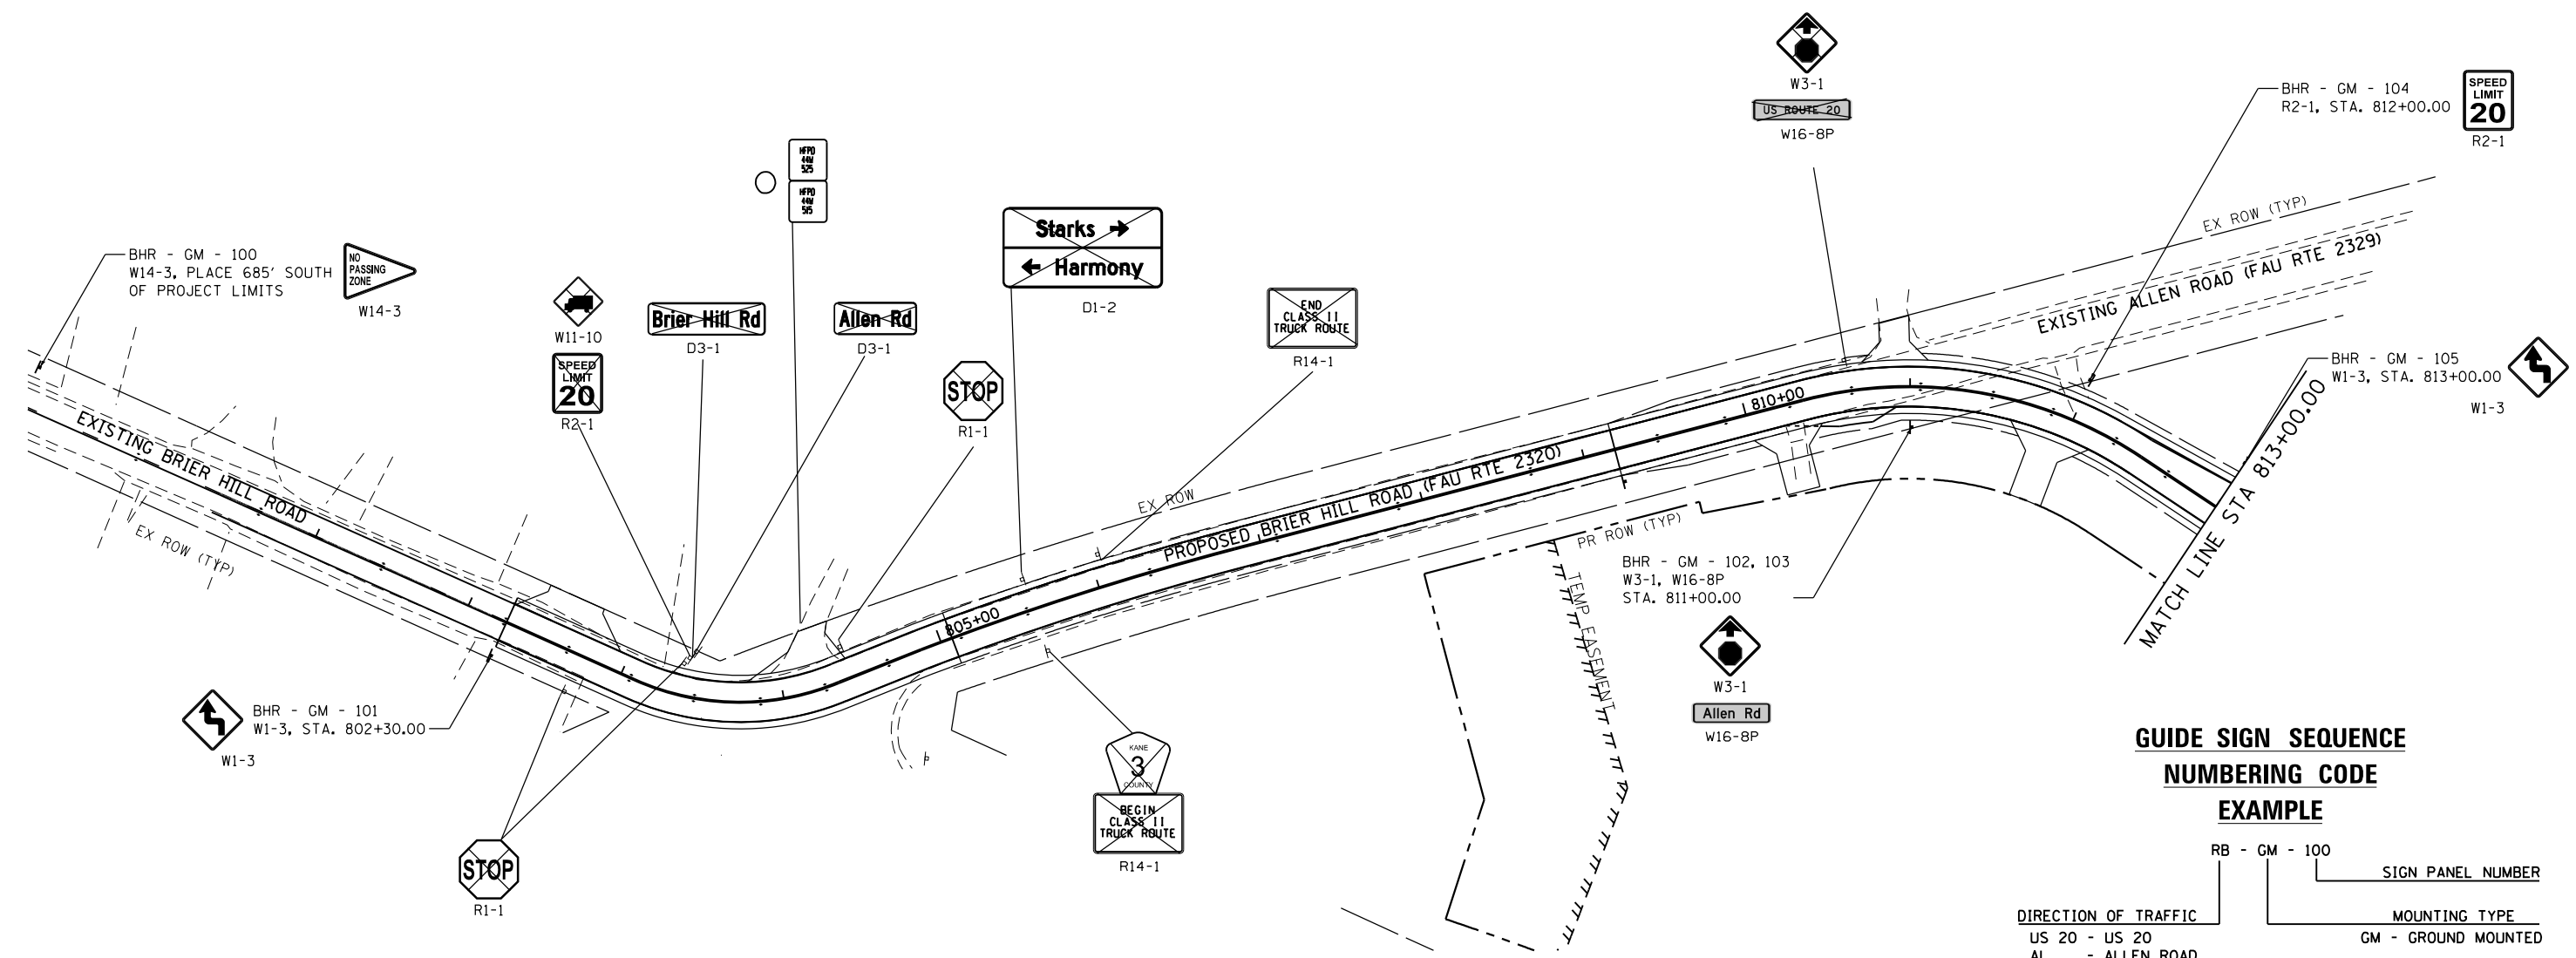 W3-1
US ROUTE 20
W16-8P
BHR - GM - 104
R2-1, STA. 812+00.00
SPEED
LIMIT
20
R2-1
HFPD
44W
525
HFPD
44W
515
EX ROW (TYP)
EXISTING ALLEN ROAD (FAU RTE 2329)
Starks
Harmony
D1-2
BHR - GM - 100
W14-3, PLACE 685' SOUTH
OF PROJECT LIMITS
NO
PASSING
ZONE
W14-3
W11-10
SPEED
LIMIT
20
R2-1
Brier Hill Rd
D3-1
Allen Rd
D3-1
STOP
R1-1
END
CLASS II
TRUCK ROUTE
R14-1
BHR - GM - 105
W1-3, STA. 813+00.00
W1-3
810+00
EXISTING BRIER HILL ROAD
EX ROW (TYP)
EX ROW
PROPOSED BRIER HILL ROAD (FAU RTE 2320)
805+00
PR ROW (TYP)
TEMP EASEMENT
MATCH LINE STA 813+00.00
BHR - GM - 102, 103
W3-1, W16-8P
STA. 811+00.00
W3-1
Allen Rd
W16-8P
BHR - GM - 101
W1-3, STA. 802+30.00
W1-3
STOP
R1-1
KANE
3
COUNTY
BEGIN
CLASS II
TRUCK ROUTE
R14-1
GUIDE SIGN SEQUENCE
NUMBERING CODE
EXAMPLE
RB - GM - 100
SIGN PANEL NUMBER
DIRECTION OF TRAFFIC
MOUNTING TYPE
US 20 - US 20
GM - GROUND MOUNTED
AL - ALLEN ROAD